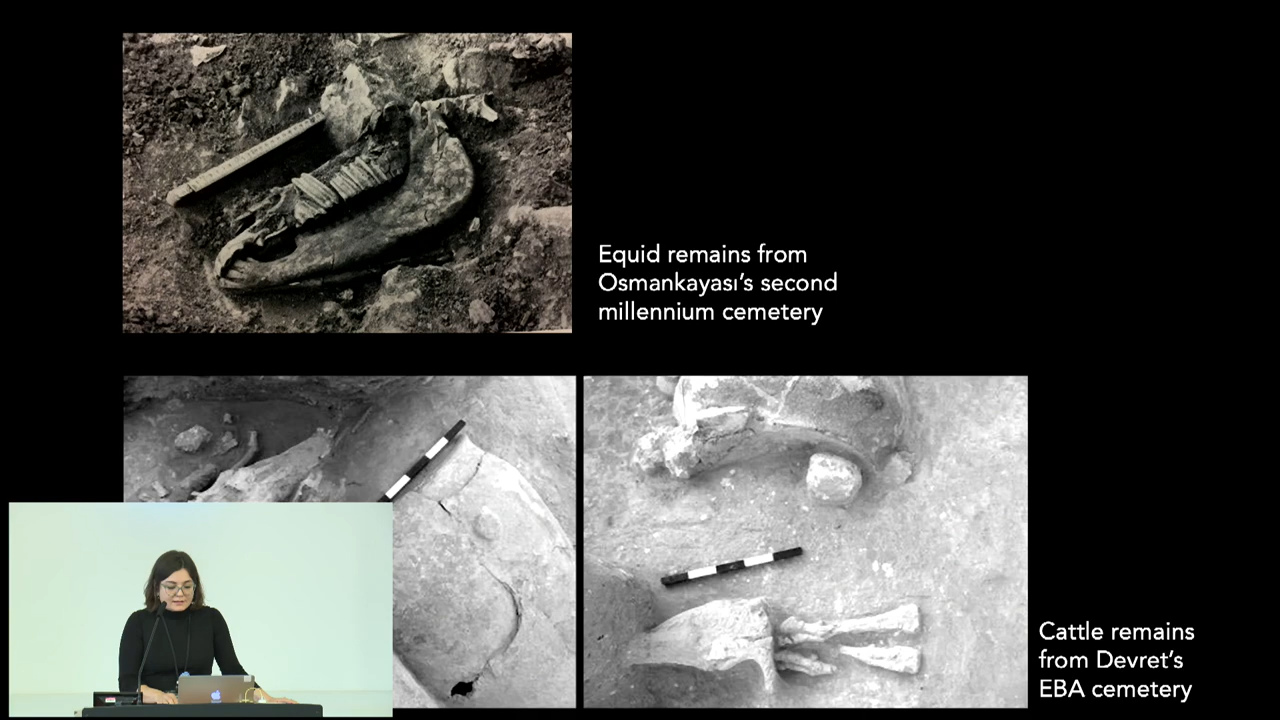 Equid remains from
Osmankayası’s second
millennium cemetery
Cattle remains
from Devret’s
EBA cemetery